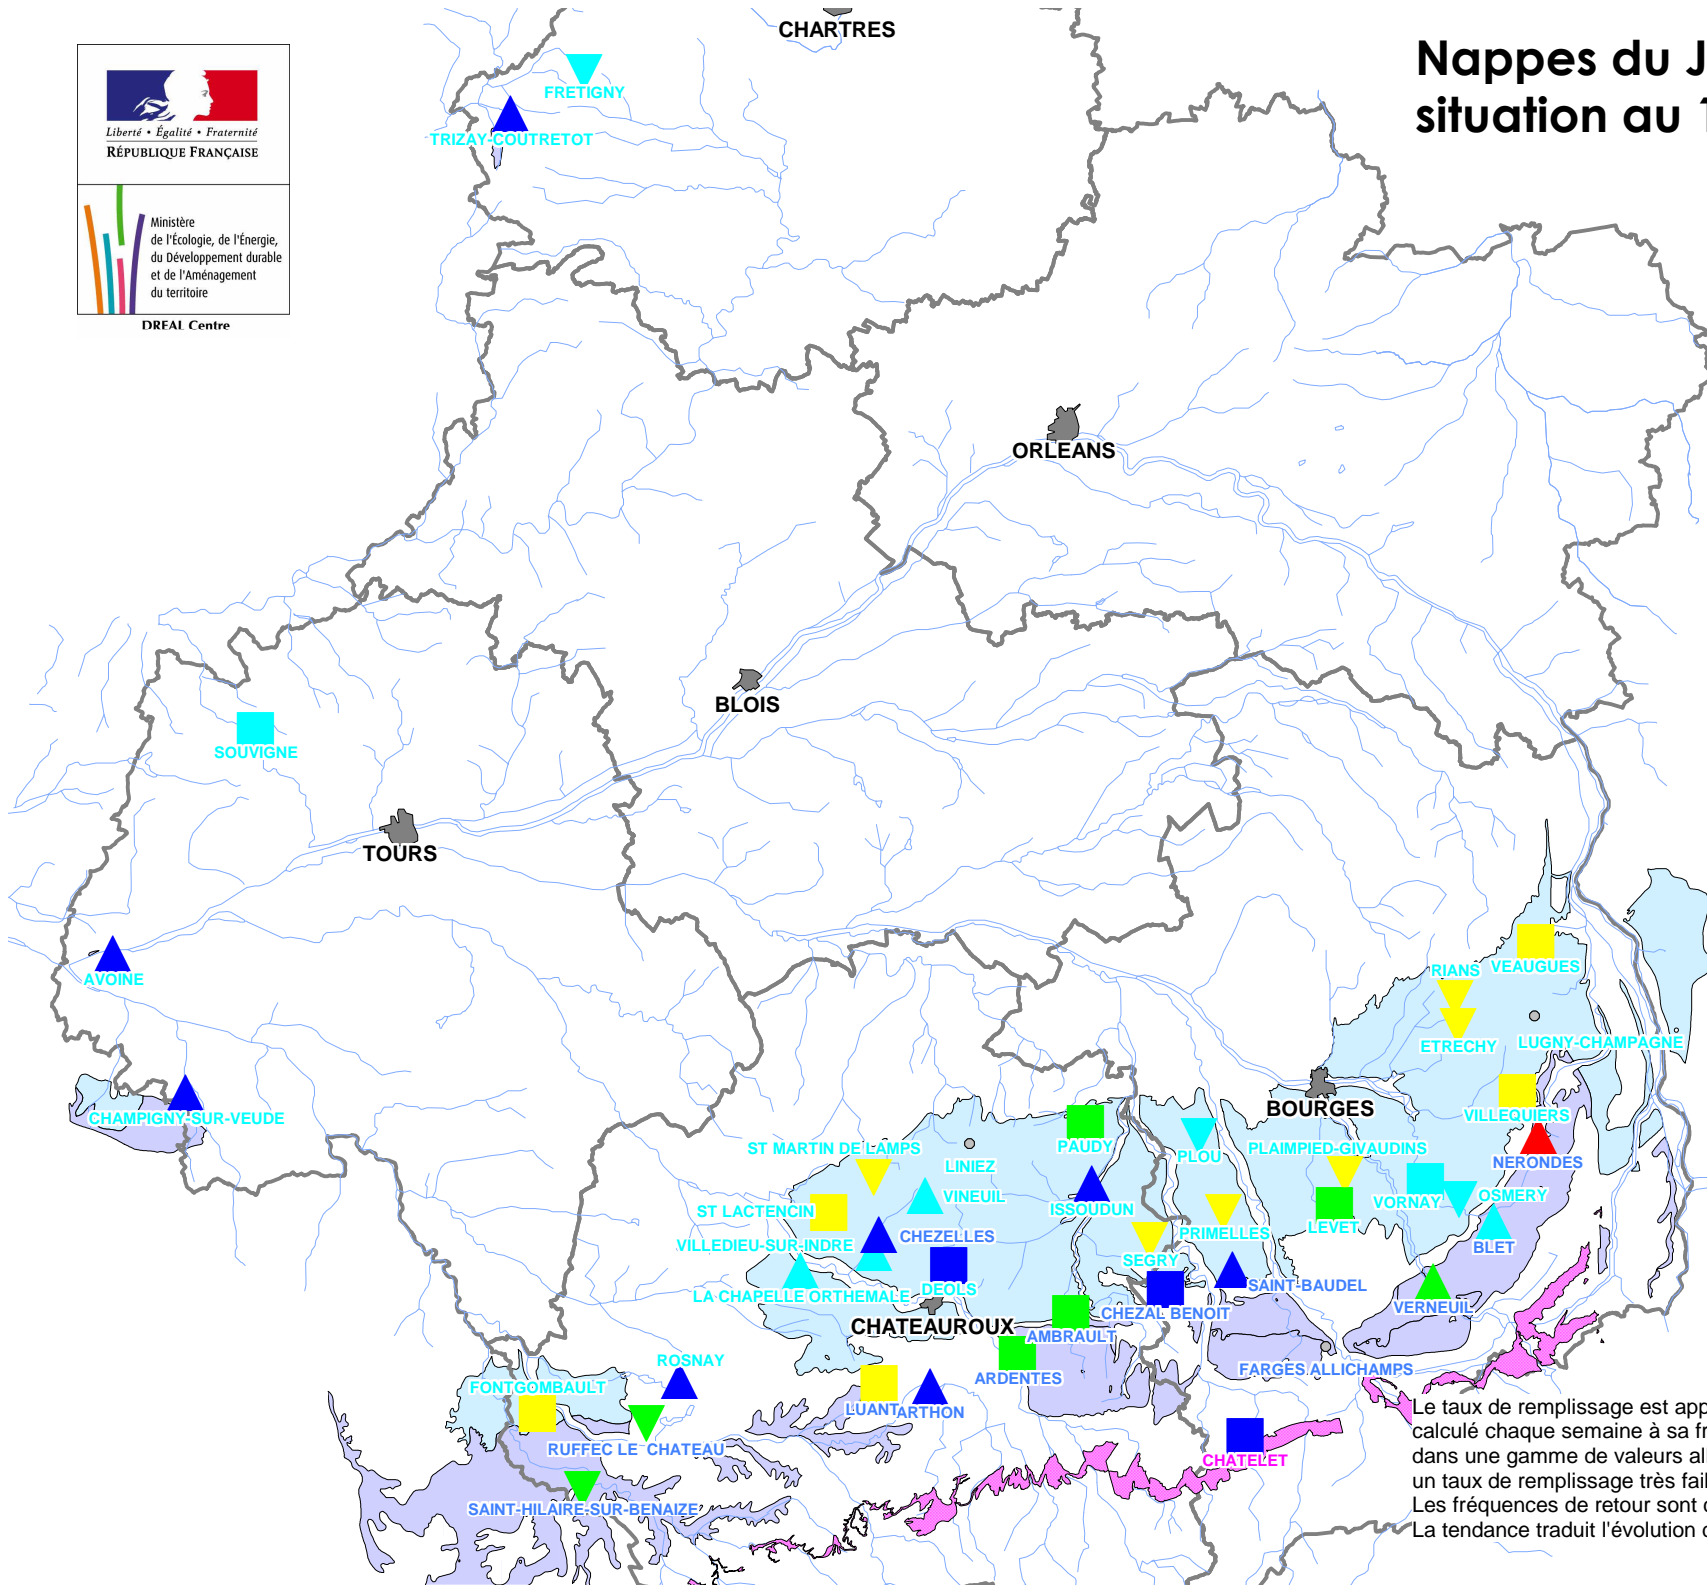 Nappes du J
situation au 1
Liberté • Égalité • Fraternité
RÉPUBLIQUE FRANÇAISE
Ministère
de l'Écologie, de l'Énergie,
du Développement durable
et de l'Aménagement
du territoire
DREAL Centre
CHARTRES
FRETIGNY
TRIZAY-COUTRETOT
ORLEANS
BLOIS
SOUVIGNE
TOURS
AVOINE
CHAMPIGNY-SUR-VEUDE
RIANS
VEAUGUES
ETRECHY
LUGNY-CHAMPAGNE
BOURGES
VILLEQUIERS
ST MARTIN DE LAMPS
PAUDY
PLOU
PLAIMPIED-GIVAUDINS
NERONDES
LINIEZ
VINEUIL
ISSOUDUN
VORNAY
OSMERY
ST LACTENCIN
LEVET
VILLEDIEU-SUR-INDRE
CHEZELLES
PRIMELLES
BLET
SEGRY
LA CHAPELLE ORTHEMALE
DEOLS
SAINT-BAUDEL
CHEZAL BENOIT
VERNEUIL
CHATEAUROUX
AMBRAULT
ROSNAY
ARDENTES
FARGES ALLICHAMPS
FONTGOMBAULT
LUANT
ARTHON
RUFFEC LE CHATEAU
CHATELET
SAINT-HILAIRE-SUR-BENAIZE
Le taux de remplissage est app
calculé chaque semaine à sa fr
dans une gamme de valeurs al
un taux de remplissage très fail
Les fréquences de retour sont
La tendance traduit l'évolution